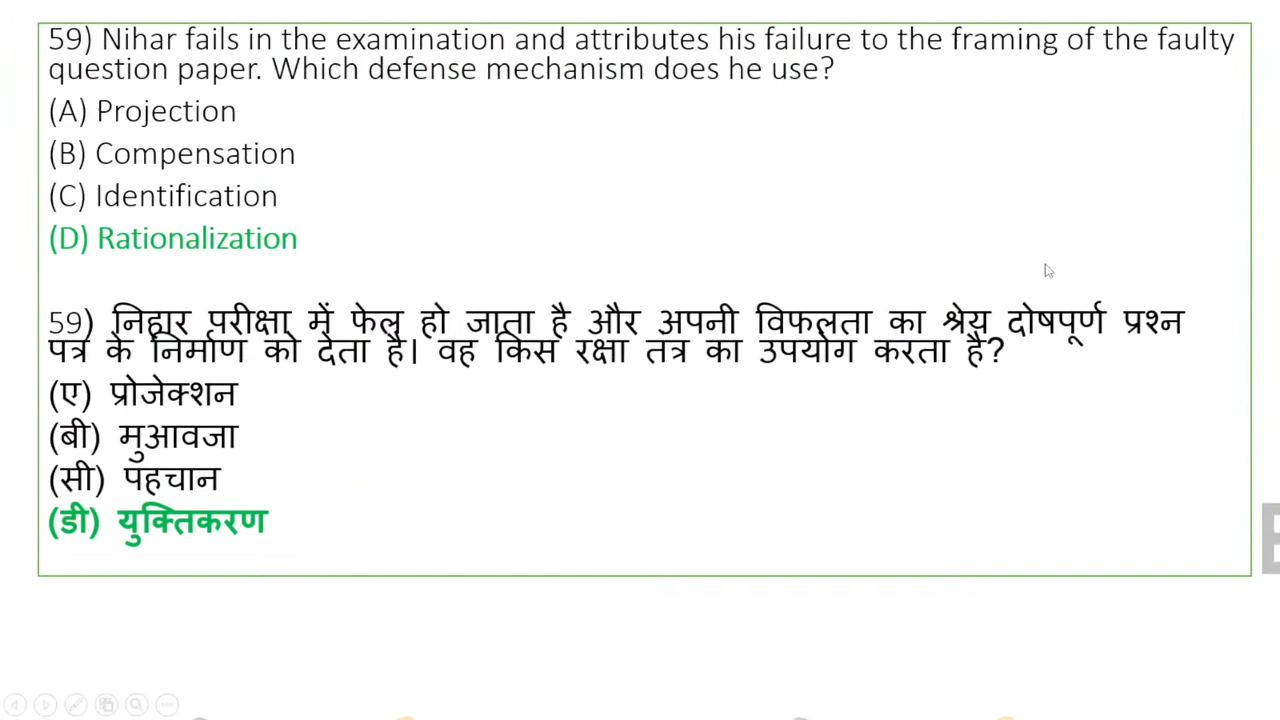 59) Nihar fails in the examination and attributes his failure to the framing of the faulty
question paper. Which defense mechanism does he use?
(A) Projection
(B) Compensation
(C) Identification
(D) Rationalization
59) निहार परीक्षा में फेल हो जाता है और अपनी विफलता का श्रेय दोषपूर्ण प्रश्न
पत्र के निर्माण को देता है। वह किस रक्षा तंत्र का उपयोग करता है?
(ए) प्रोजेक्शन
(बी) मुआवजा
(सी) पहचान
(डी) युक्तिकरण